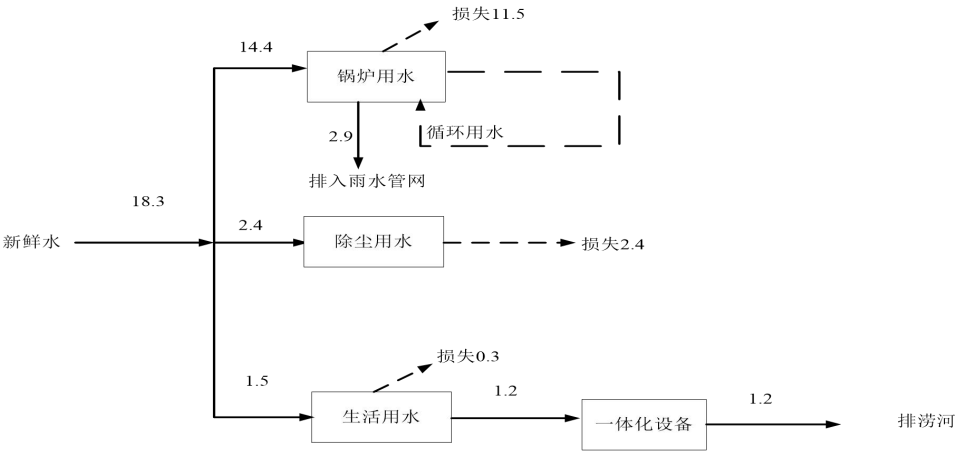 损失11.5
14.4
锅炉用水
循环用水
2.9
排入雨水管网
18.3
新鲜水
2.4
除尘用水
损失2.4
损失0.3
1.5
生活用水
1.2
一体化设备
1.2
排涝河